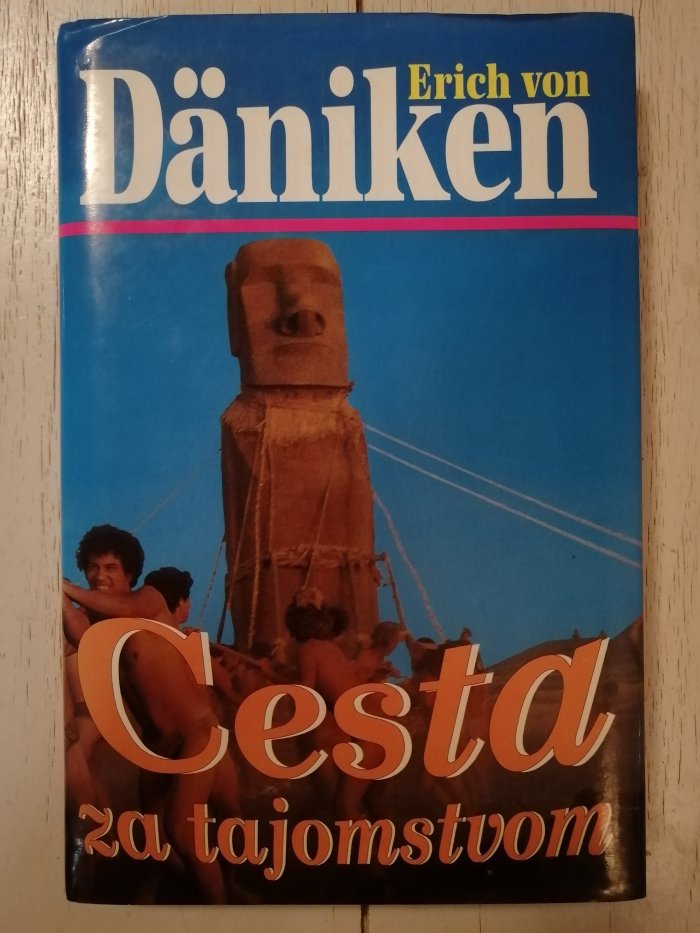 Erich von
Däniken
Cesta
za tajomstvom